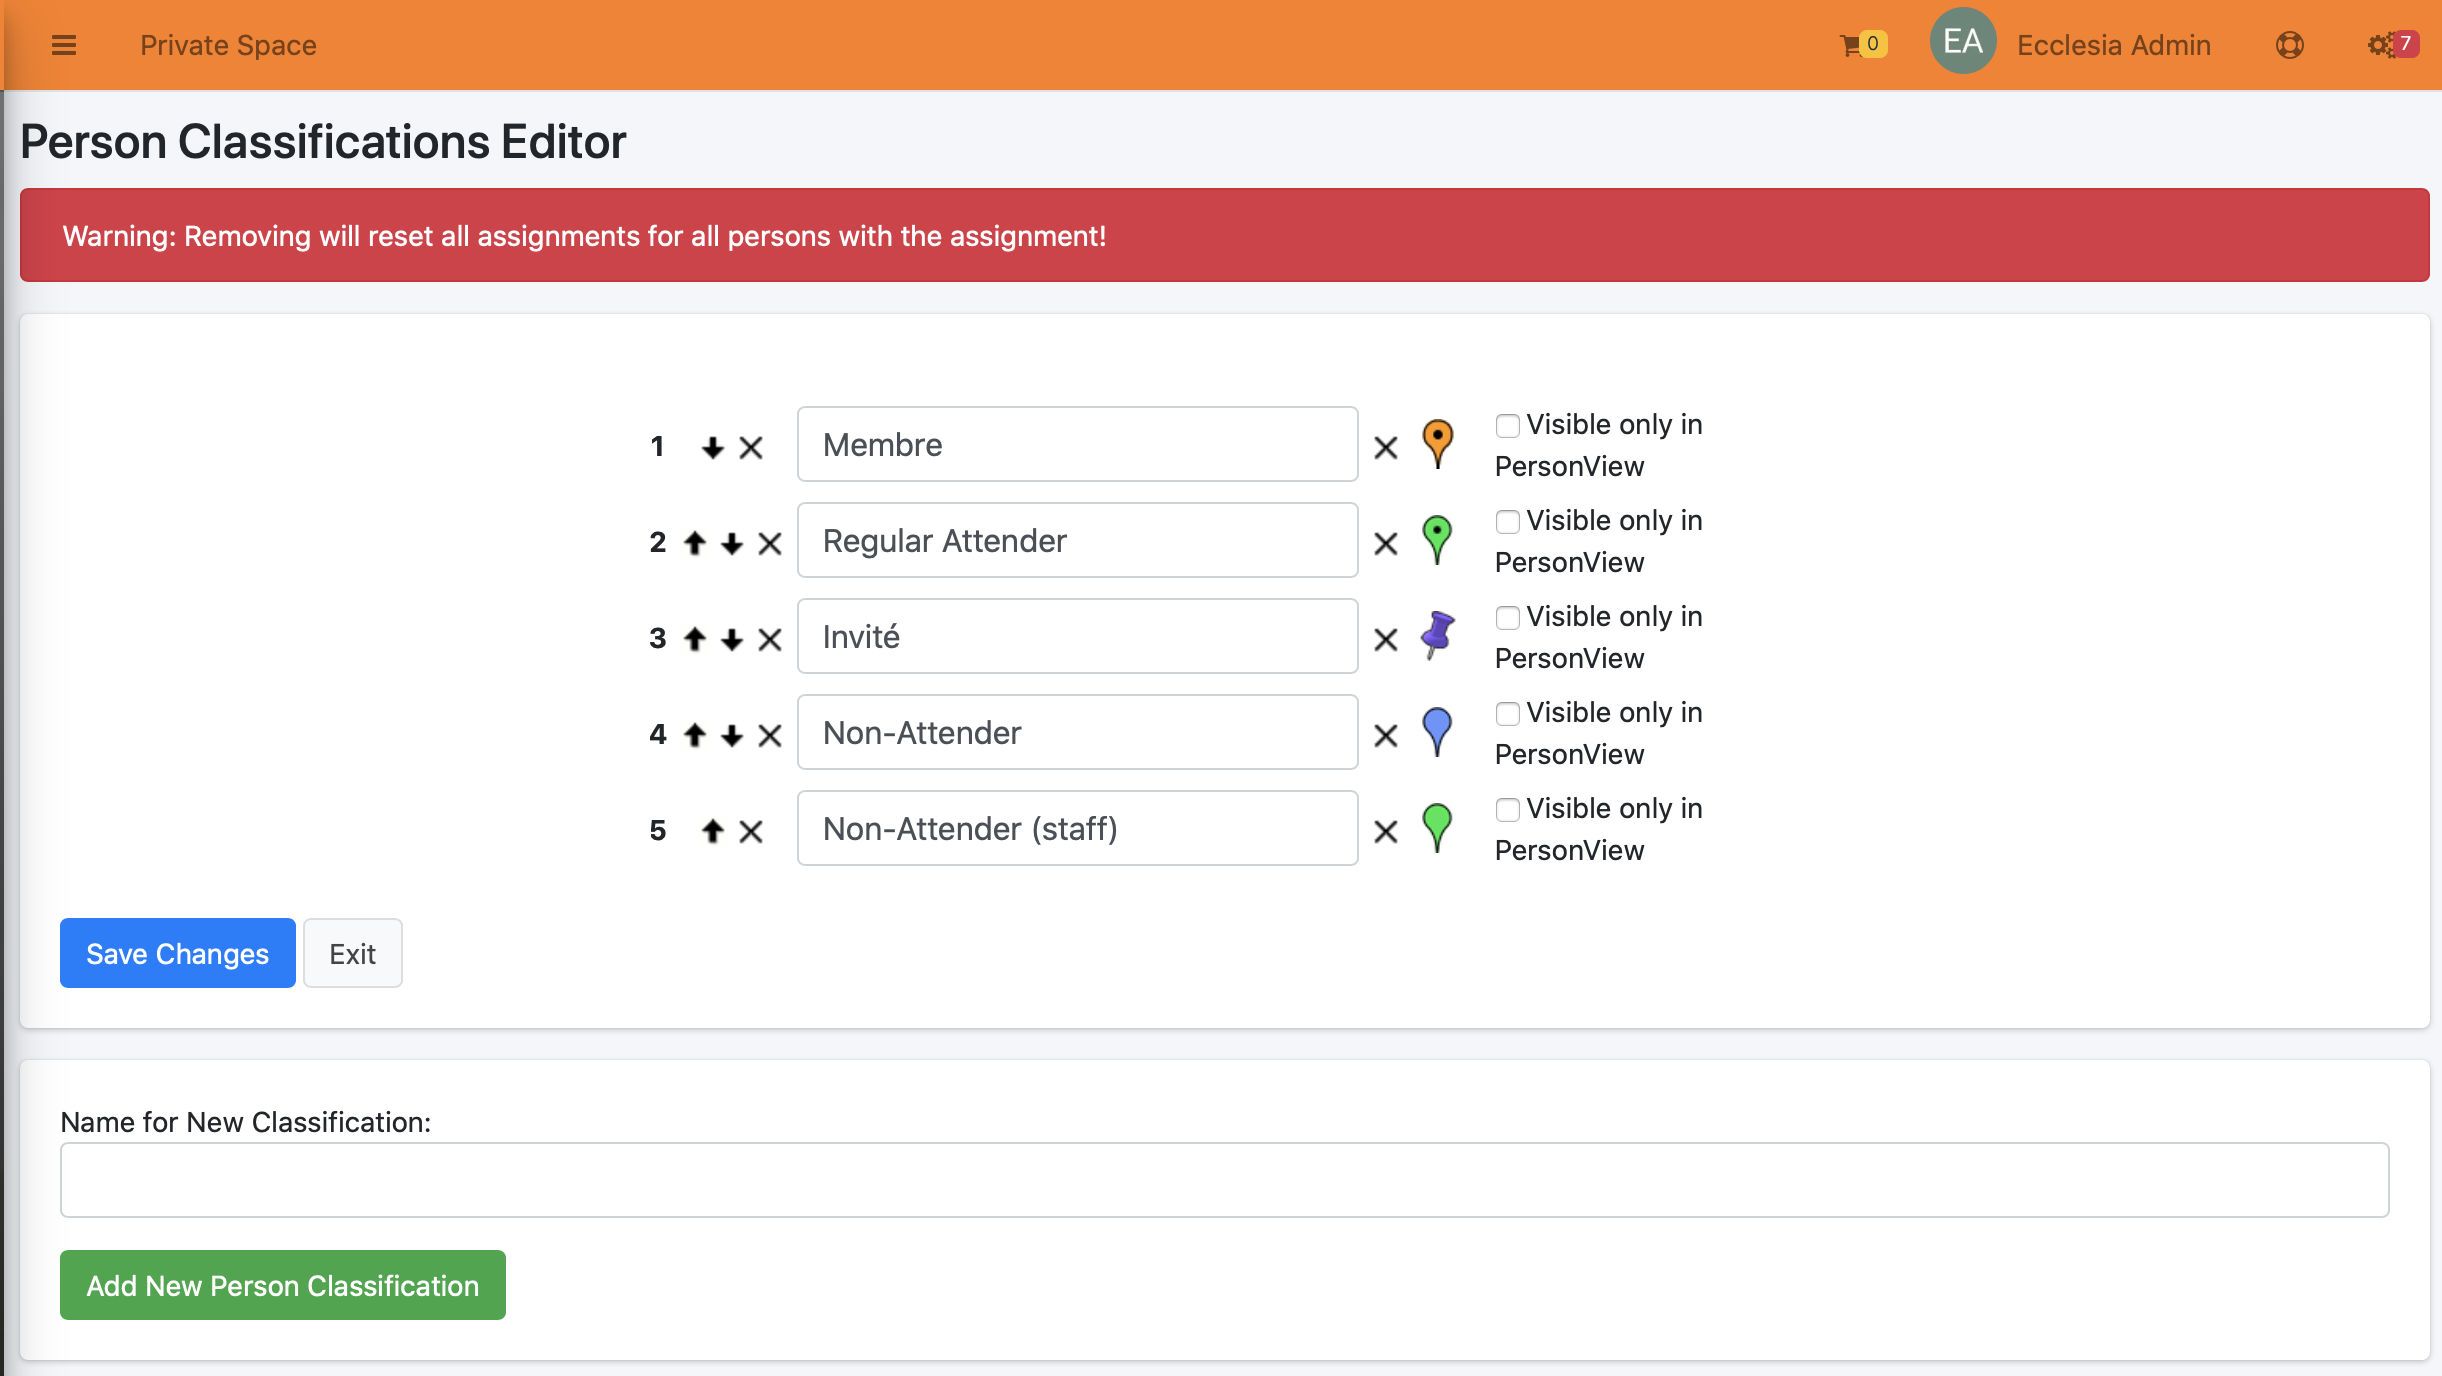 Private Space
0
EA
Ecclesia Admin
7
Person Classifications Editor
Warning: Removing will reset all assignments for all persons with the assignment!
1 Membre Visible only in
PersonView
2 Regular Attender Visible only in
PersonView
3 Invité Visible only in
PersonView
4 Non-Attender Visible only in
PersonView
5 Non-Attender (staff) Visible only in
PersonView
Save Changes Exit
Name for New Classification:
Add New Person Classification